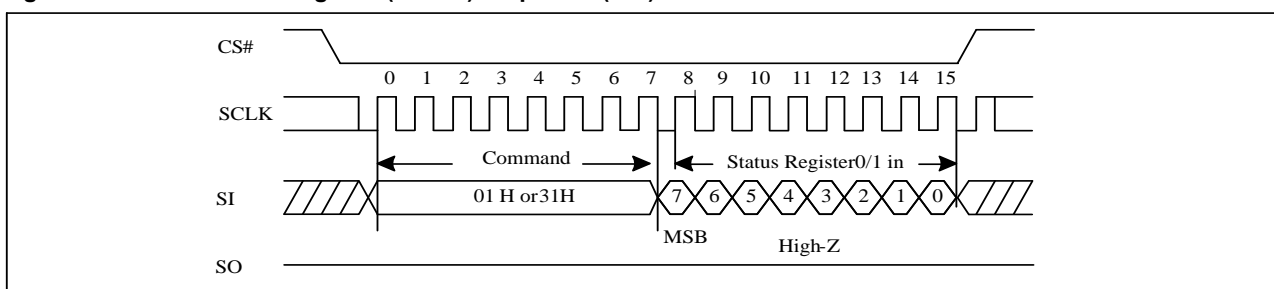 CS#
0 1 2 3 4 5 6 7 8 9 10 11 12 13 14 15
SCLK
Command
Status Register0/1 in
SI
01 H or31H
7 6 5 4 3 2 1 0
MSB
High-Z
SO